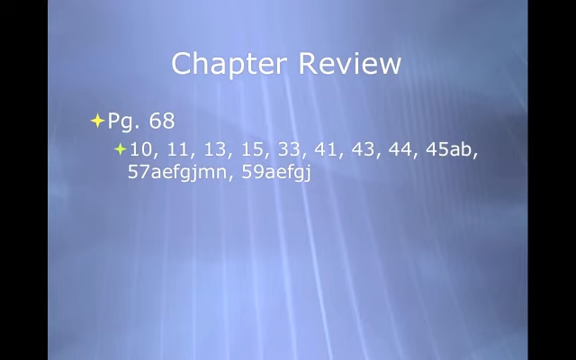 Chapter Review
Pg. 68
10, 11, 13, 15, 33, 41, 43, 44, 45ab,
57aefgjmn, 59aefgj